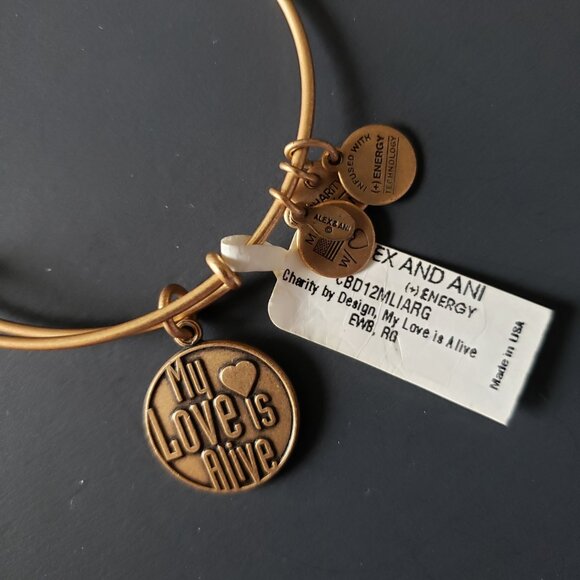 My
Love is
Alive
INFUSED WITH
(+) ENERGY
TECHNOLOGY
ALEX & ANI
©
M
EX AND ANI
(+) ENERGY
CBD12MLIARG
Charity by Design, My Love is Alive
EWB, RG
Made in USA